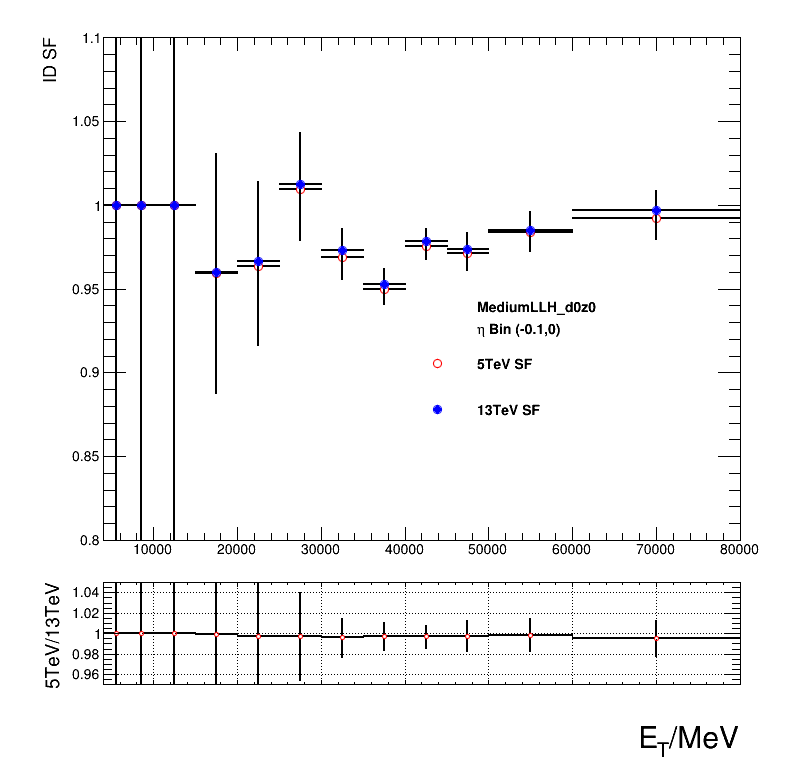 ID SF
1.1
1.05
1
0.95
0.9
0.85
0.8
MediumLLH_d0z0
η Bin (-0.1,0)
5TeV SF
13TeV SF
10000 20000 30000 40000 50000 60000 70000 80000
5TeV/13TeV
1.04
1.02
1
0.98
0.96
E_T/MeV